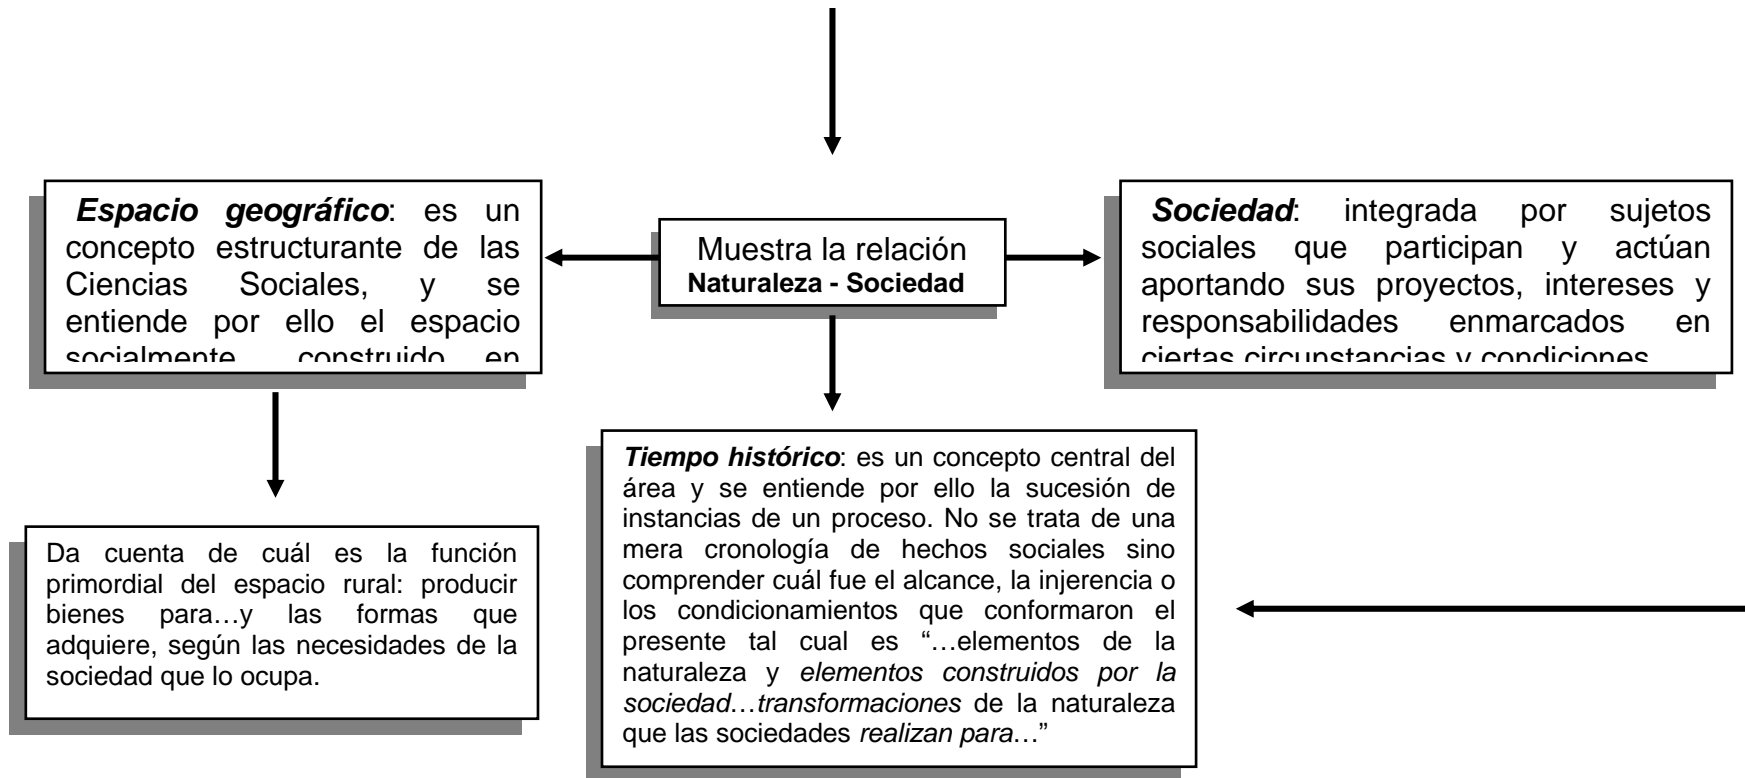 Espacio geográfico: es un
concepto estructurante de las
Ciencias Sociales, y se
entiende por ello el espacio
socialmente construido en
Muestra la relación
Naturaleza - Sociedad
Sociedad: integrada por sujetos
sociales que participan y actúan
aportando sus proyectos, intereses y
responsabilidades enmarcados en
ciertas circunstancias y condiciones
Da cuenta de cuál es la función
primordial del espacio rural: producir
bienes para…y las formas que
adquiere, según las necesidades de la
sociedad que lo ocupa.
Tiempo histórico: es un concepto central del
área y se entiende por ello la sucesión de
instancias de un proceso. No se trata de una
mera cronología de hechos sociales sino
comprender cuál fue el alcance, la injerencia o
los condicionamientos que conformaron el
presente tal cual es “…elementos de la
naturaleza y elementos construidos por la
sociedad…transformaciones de la naturaleza
que las sociedades realizan para…”